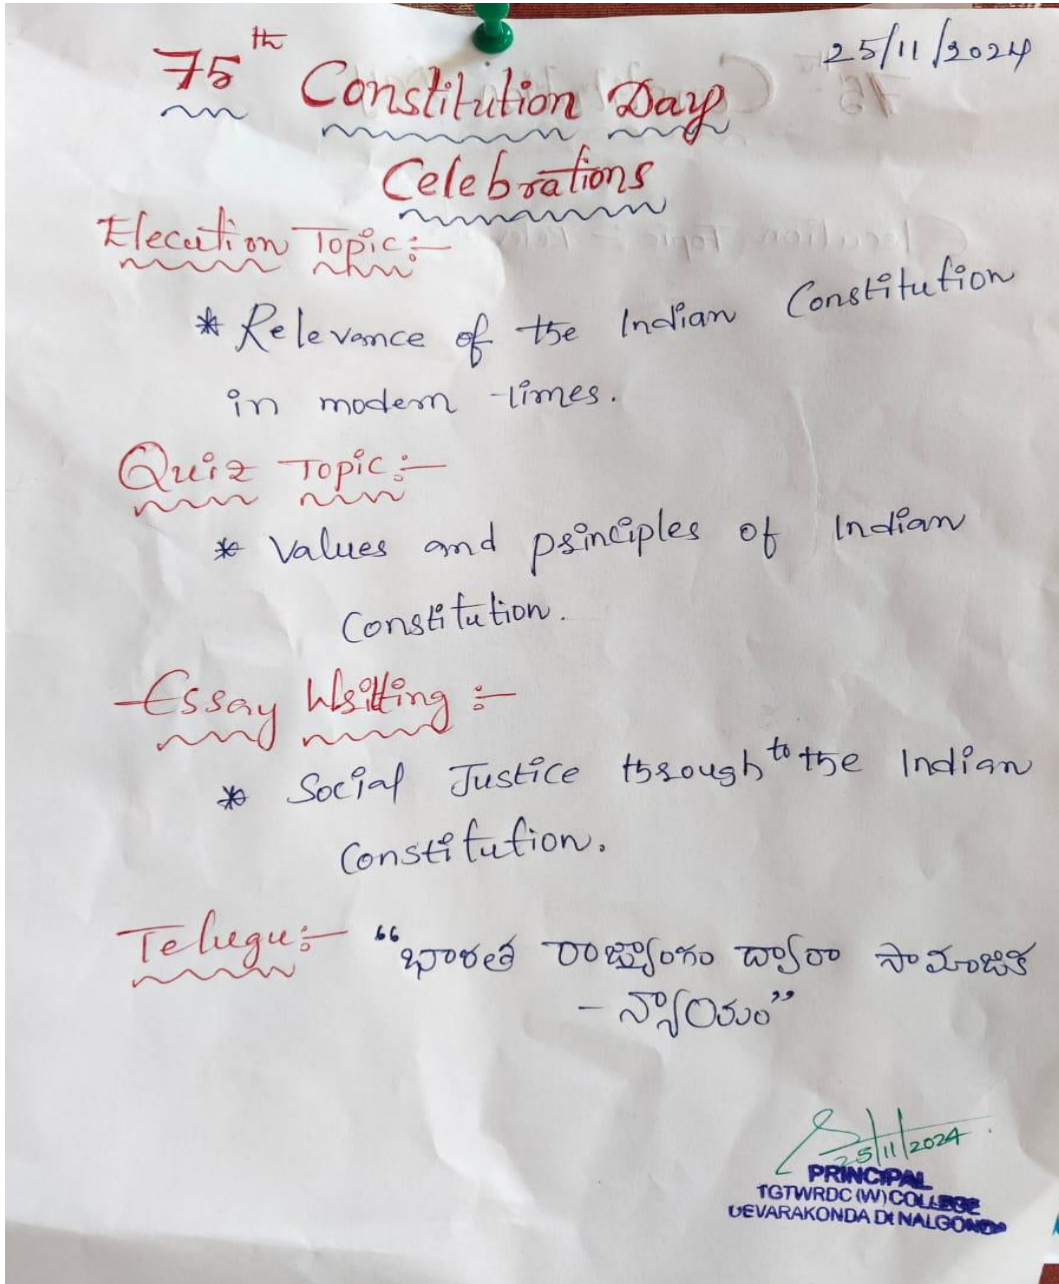 25/11/2024
75th Constitution Day
Celebrations
Elecution Topic:-
* Relevance of the Indian Constitution
in modern times.
Quiz Topic:-
* Values and principles of Indian
Constitution.
Essay Writting :-
* Social Justice through to the Indian
Constitution.
Telugu:- "భారత రాజ్యాంగం ద్వారా సామాజిక
- న్యాయం"
25/11/2024
PRINCIPAL
TGTWRDC (W) COLLEGE
DEVARAKONDA Dt NALGONDA